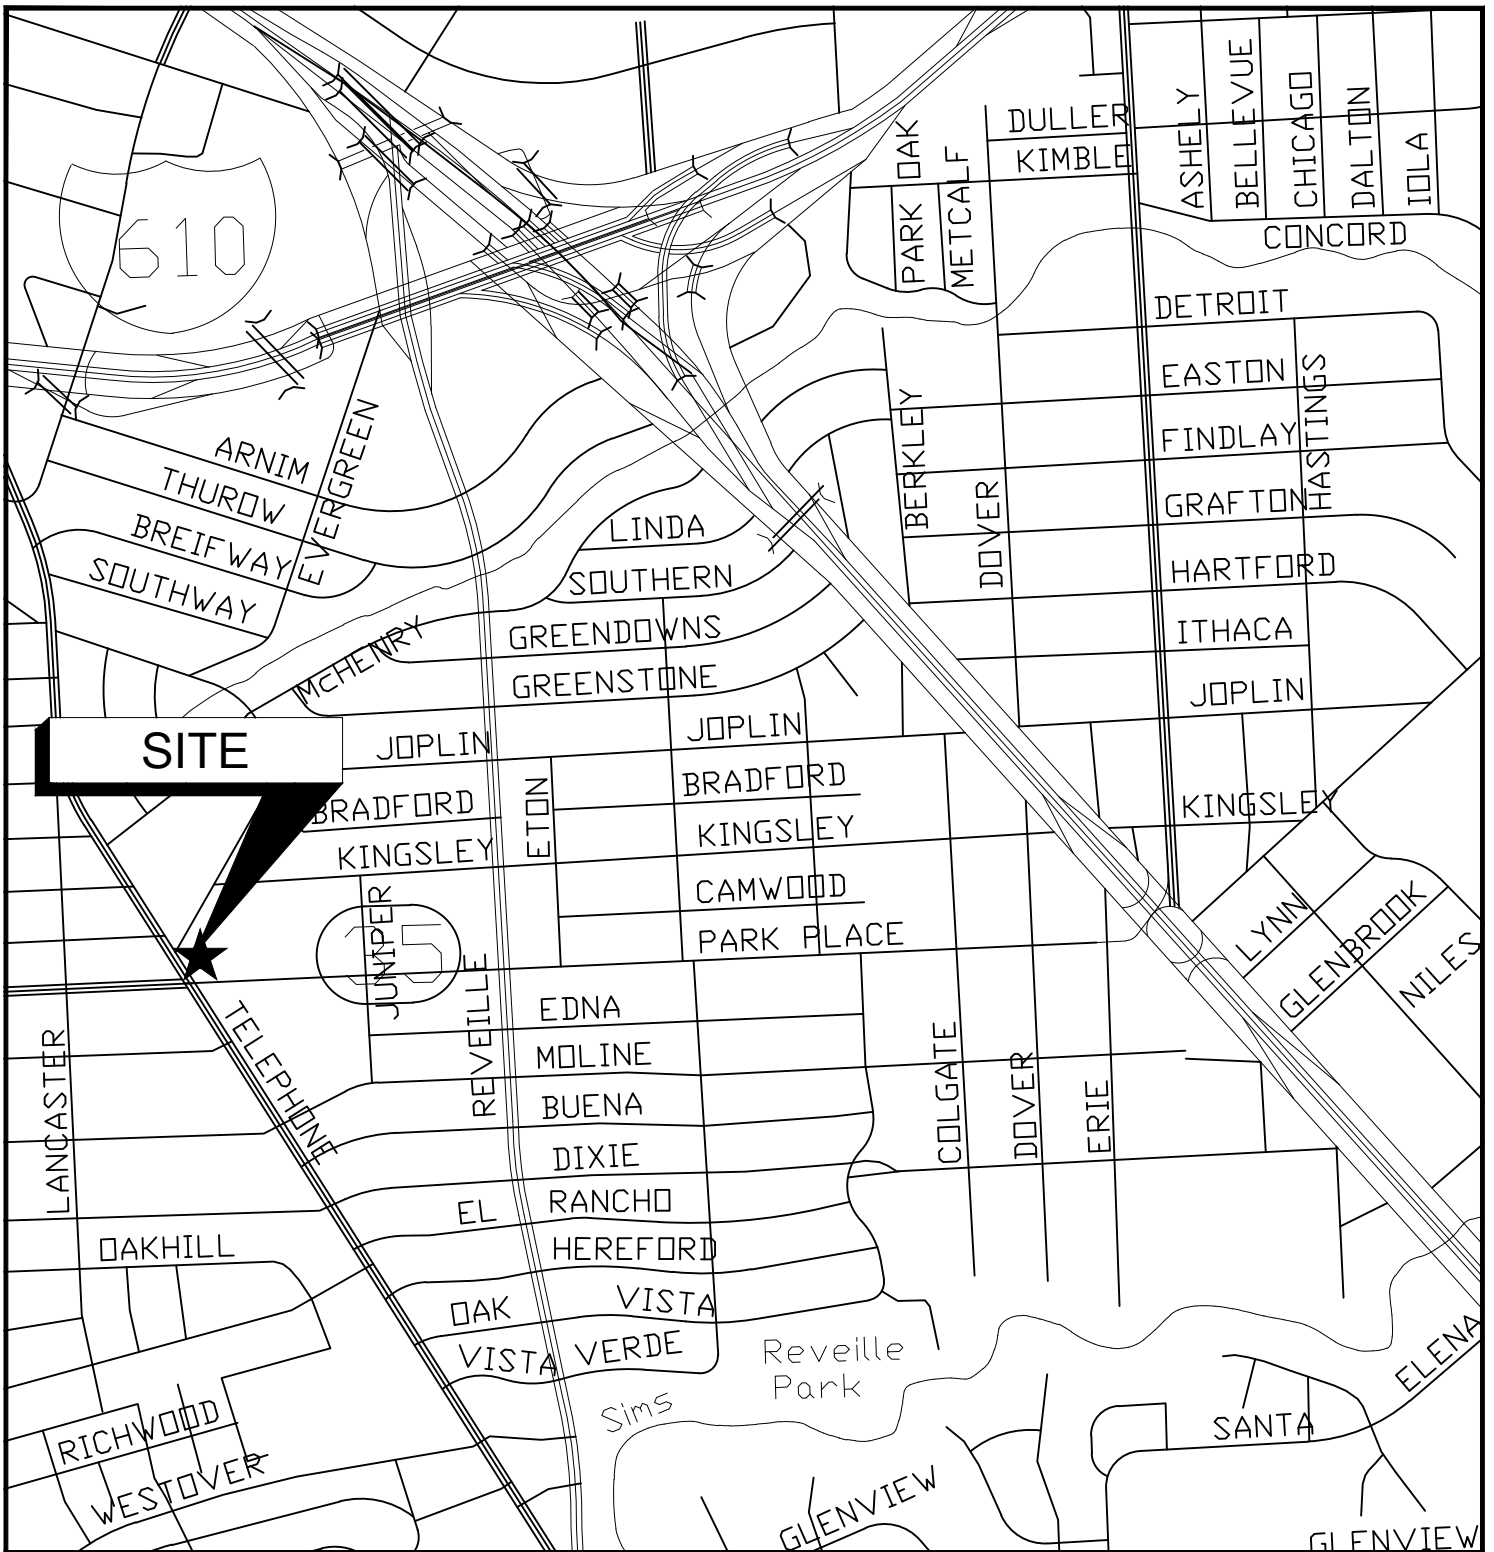 DULLER
KIMBLE
PARK OAK
PARK
METCALF
ASHELY
BELLEVUE
CHICAGO
DALTON
IOLA
CONCORD
610
DETROIT
EASTON
HASTINGS
FINDLAY
GRAFTON
HARTFORD
ITHACA
JOPLIN
BERKLEY
DOVER
ARNIM
THUROW
BREIFWAY
SOUTHWAY
EVERGREEN
LINDA
SOUTHERN
GREENDOWNS
GREENSTONE
McHENRY
SITE
JOPLIN
JOPLIN
BRADFORD
BRADFORD
ETON
KINGSLEY
KINGSLEY
KINGSLEY
CAMWOOD
PARK PLACE
JUNIPER
35
REVEILLE
LYNN
GLENBROOK
NILES
TELEPHONE
LANCASTER
EDNA
MOLINE
BUENA
DIXIE
EL RANCHO
HEREFORD
OAK VISTA
VISTA VERDE
COLGATE
DOVER
ERIE
OAKHILL
RICHWOOD
WESTOVER
Reveille
Park
Sims
SANTA ELENA
GLENVIEW
GLENVIEW